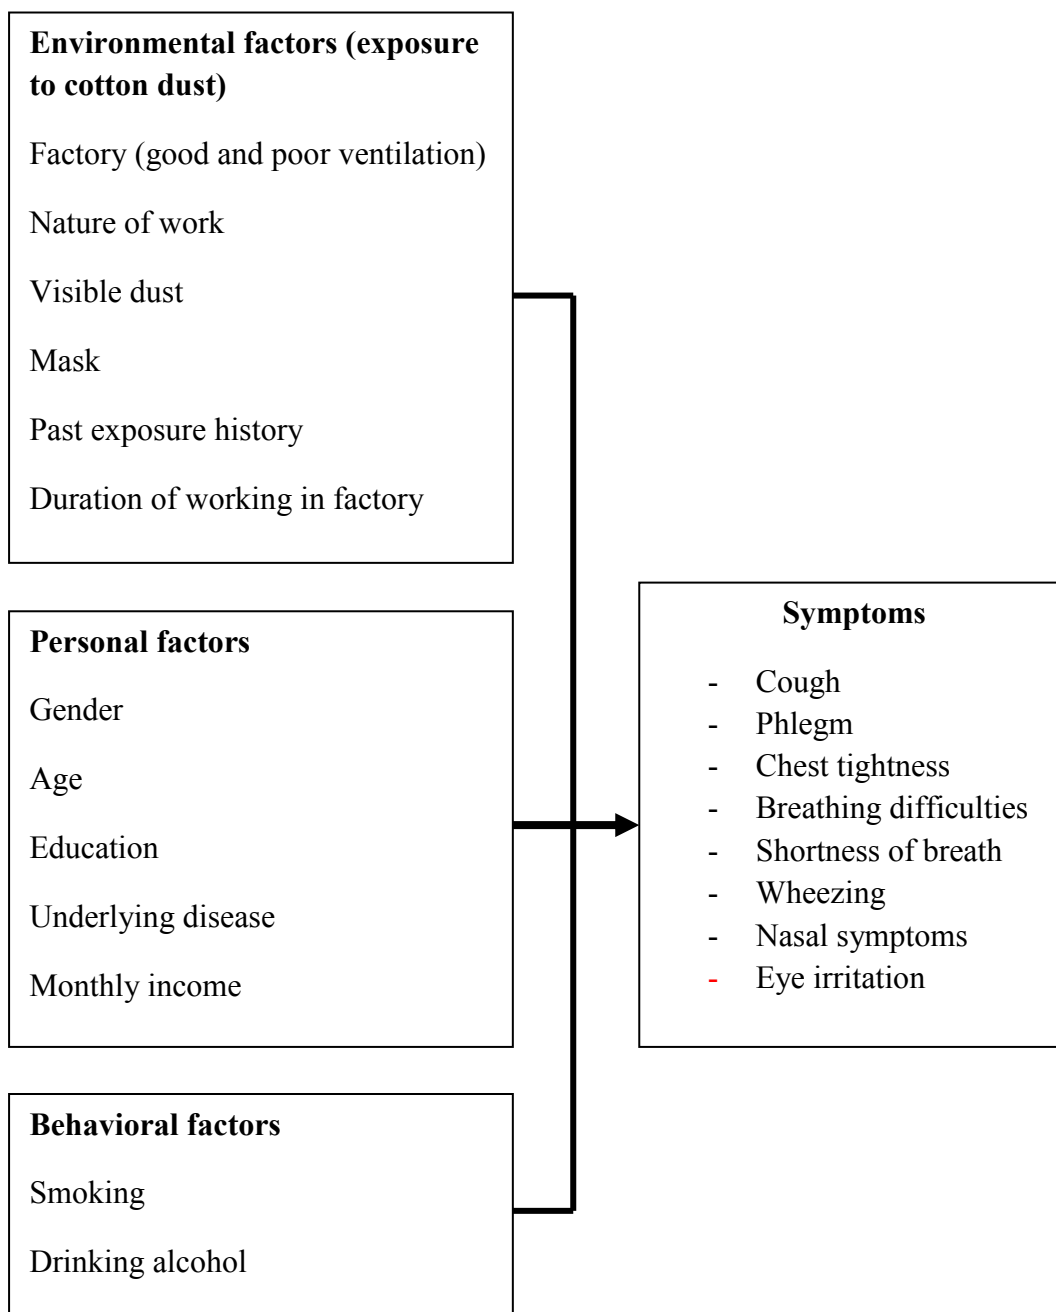 Environmental factors (exposure
to cotton dust)
Factory (good and poor ventilation)
Nature of work
Visible dust
Mask
Past exposure history
Duration of working in factory
Personal factors
Gender
Age
Education
Underlying disease
Monthly income
Behavioral factors
Smoking
Drinking alcohol
Symptoms
- Cough
- Phlegm
- Chest tightness
- Breathing difficulties
- Shortness of breath
- Wheezing
- Nasal symptoms
- Eye irritation